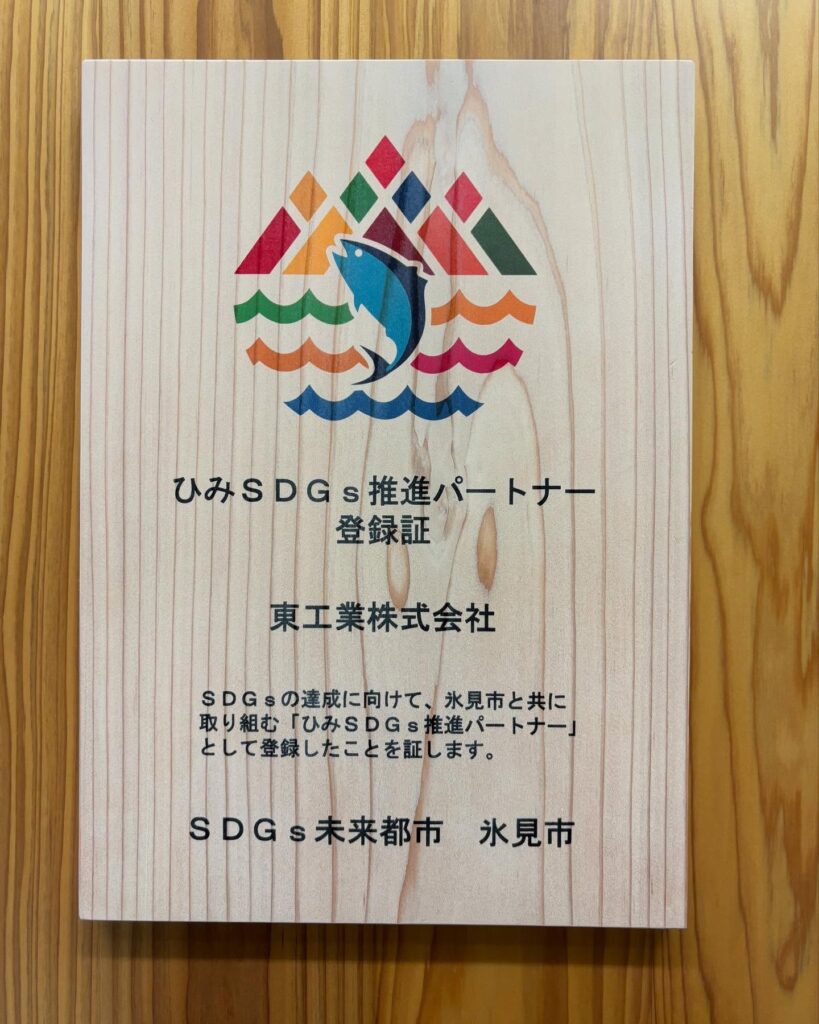 ひみＳＤＧｓ推進パートナー
登録証
東工業株式会社
ＳＤＧｓの達成に向けて、氷見市と共に
取り組む「ひみＳＤＧｓ推進パートナー」
として登録したことを証します。
ＳＤＧｓ未来都市　氷見市